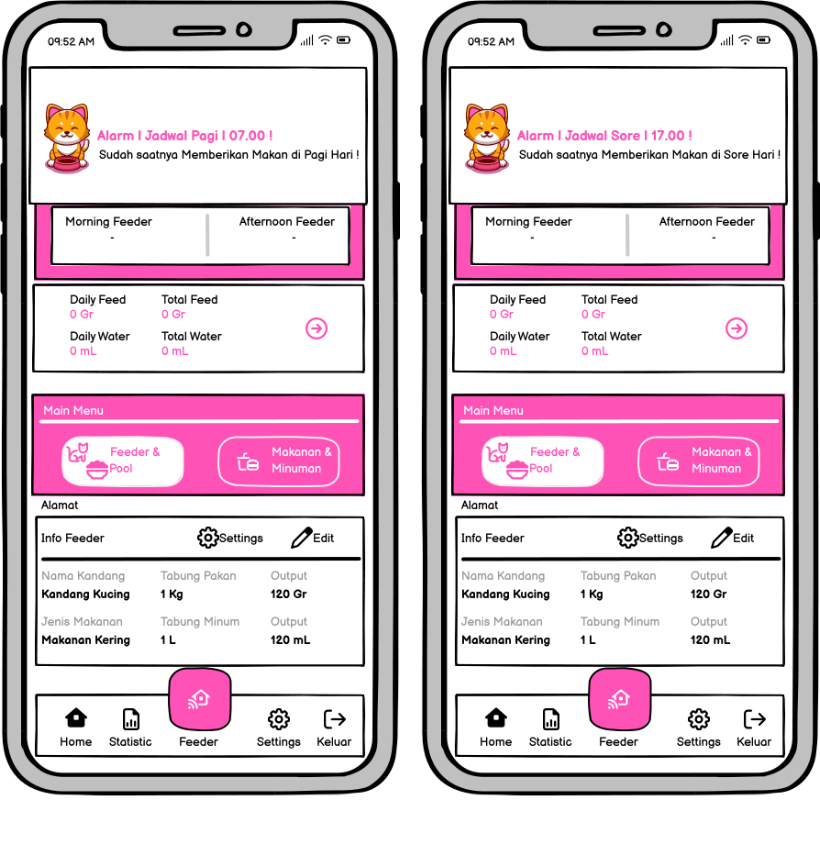 09:52 AM
Alarm | Jadwal Pagi | 07.00 !
Sudah saatnya Memberikan Makan di Pagi Hari !
Morning Feeder Afternoon Feeder
- -
Daily Feed Total Feed
0 Gr 0 Gr
Daily Water Total Water
0 mL 0 mL
Main Menu
Feeder & Makanan &
Pool Minuman
Alamat
Info Feeder Settings Edit
Nama Kandang Tabung Pakan Output
Kandang Kucing 1 Kg 120 Gr
Jenis Makanan Tabung Minum Output
Makanan Kering 1 L 120 mL
Home Statistic Feeder Settings Keluar
09:52 AM
Alarm | Jadwal Sore | 17.00 !
Sudah saatnya Memberikan Makan di Sore Hari !
Morning Feeder Afternoon Feeder
- -
Daily Feed Total Feed
0 Gr 0 Gr
Daily Water Total Water
0 mL 0 mL
Main Menu
Feeder & Makanan &
Pool Minuman
Alamat
Info Feeder Settings Edit
Nama Kandang Tabung Pakan Output
Kandang Kucing 1 Kg 120 Gr
Jenis Makanan Tabung Minum Output
Makanan Kering 1 L 120 mL
Home Statistic Feeder Settings Keluar